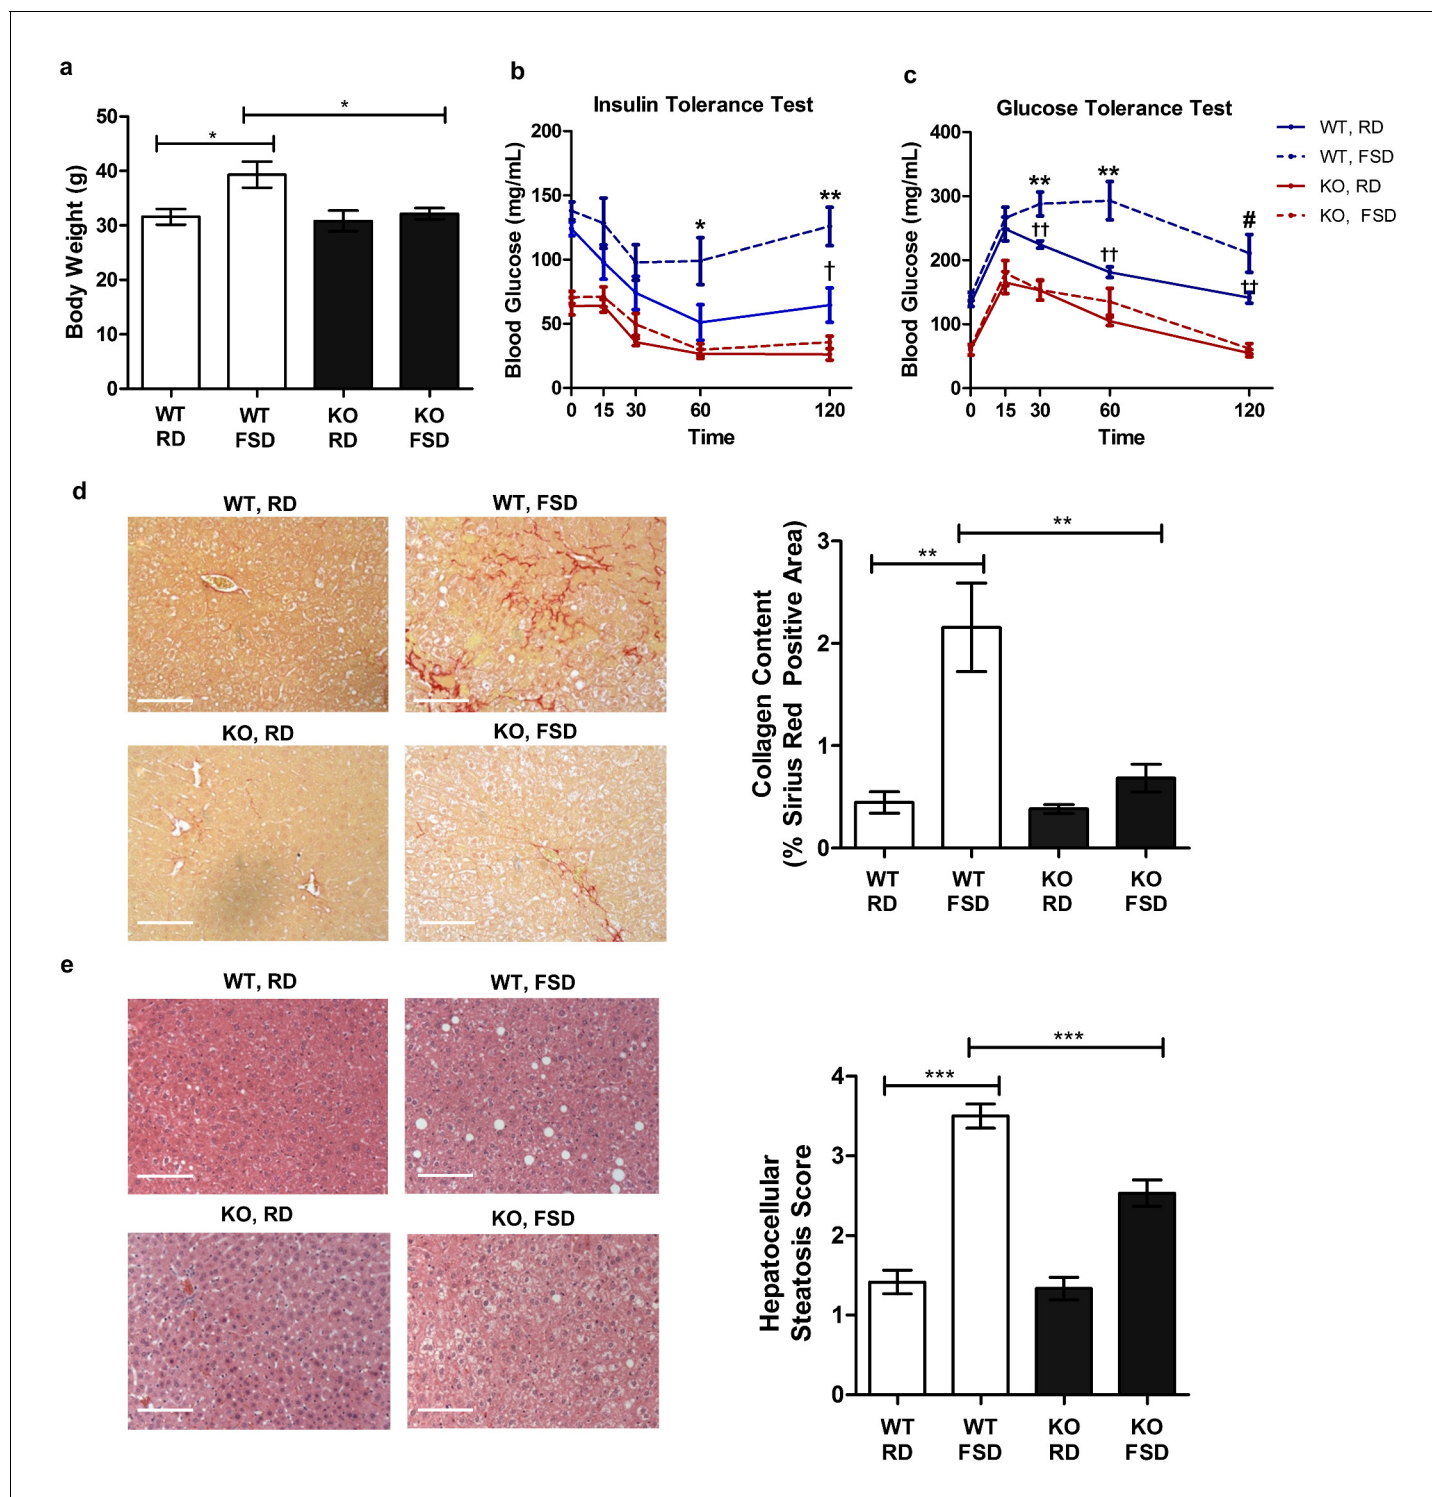 a
*
*
50
40
30
20
10
0
Body Weight (g)
WT
RD
WT
FSD
KO
RD
KO
FSD
b
Insulin Tolerance Test
200
150
100
50
0
Blood Glucose (mg/mL)
*
**
†
0 15 30 60 120
Time
c
Glucose Tolerance Test
400
300
200
100
0
Blood Glucose (mg/mL)
**
**
#
††
††
††
0 15 30 60 120
Time
WT, RD
WT, FSD
KO, RD
KO, FSD
d
WT, RD
WT, FSD
KO, RD
KO, FSD
**
**
3
2
1
0
Collagen Content
(% Sirius Red Positive Area)
WT
RD
WT
FSD
KO
RD
KO
FSD
e
WT, RD
WT, FSD
KO, RD
KO, FSD
***
***
4
3
2
1
0
Hepatocellular
Steatosis Score
WT
RD
WT
FSD
KO
RD
KO
FSD